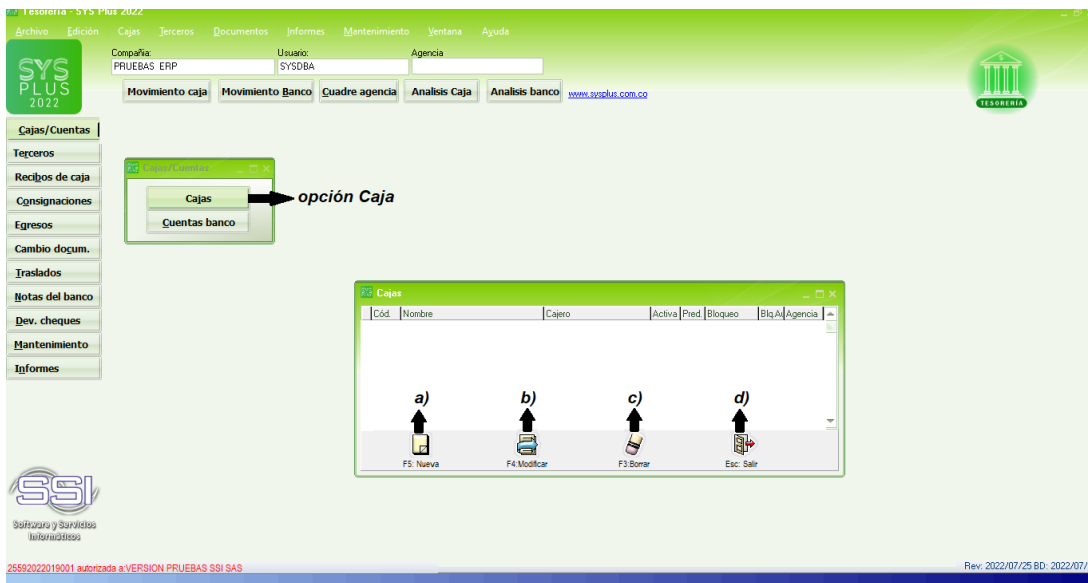 Tesorería - SYS Plus 2022
Archivo Edición Cajas Terceros Documentos Informes Mantenimiento Ventana Ayuda
Compañia: Usuario: Agencia
PRUEBAS ERP SYSDBA
SYS
PLUS
2022
Movimiento caja Movimiento Banco Cuadre agencia Analisis Caja Analisis banco www.sysplus.com.co
TESORERÍA
Cajas/Cuentas
Terceros
Recibos de caja
Consignaciones
Egresos
Cambio docum.
Traslados
Notas del banco
Dev. cheques
Mantenimiento
Informes
Cajas/Cuentas
Cajas
opción Caja
Cuentas banco
Cajas
Cód. Nombre Cajero Activa Pred. Bloqueo Blq.Au Agencia
a) b) c) d)
F5: Nueva F4:Modificar F3:Borrar Esc: Salir
SSI
Software y Servicios
Informáticos
25592022019001 autorizada a:VERSION PRUEBAS SSI SAS
Rev: 2022/07/25 BD: 2022/07/